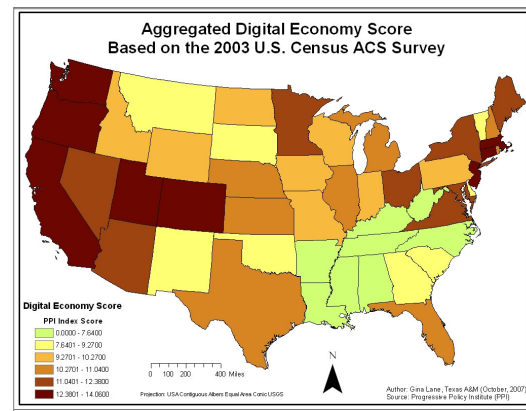 Aggregated Digital Economy Score
Based on the 2003 U.S. Census ACS Survey
Digital Economy Score
PPI Index Score
0.0000 - 7.6400
7.6401 - 9.2700
9.2701 - 10.2700
10.2701 - 11.0400
11.0401 - 12.3800
12.3801 - 14.0600
0 100 200 400 Miles
N
Projection: USA Contiguous Albers Equal Area Conic USGS
Author: Gina Lane, Texas A&M (October, 2007)
Source: Progressive Policy Institute (PPI)